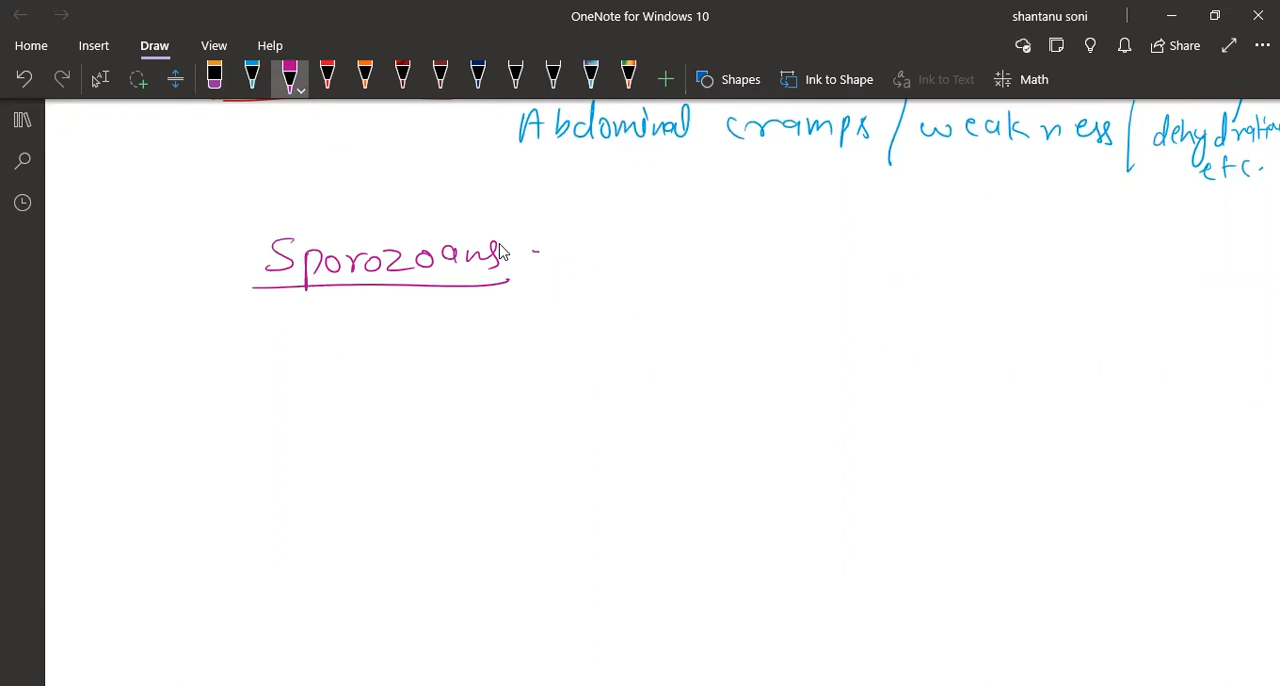 OneNote for Windows 10
shantanu soni
Home Insert Draw View Help
Share
Shapes Ink to Shape Ink to Text Math
Abdominal cramps / weakness / dehydration
etc.
Sporozoans -